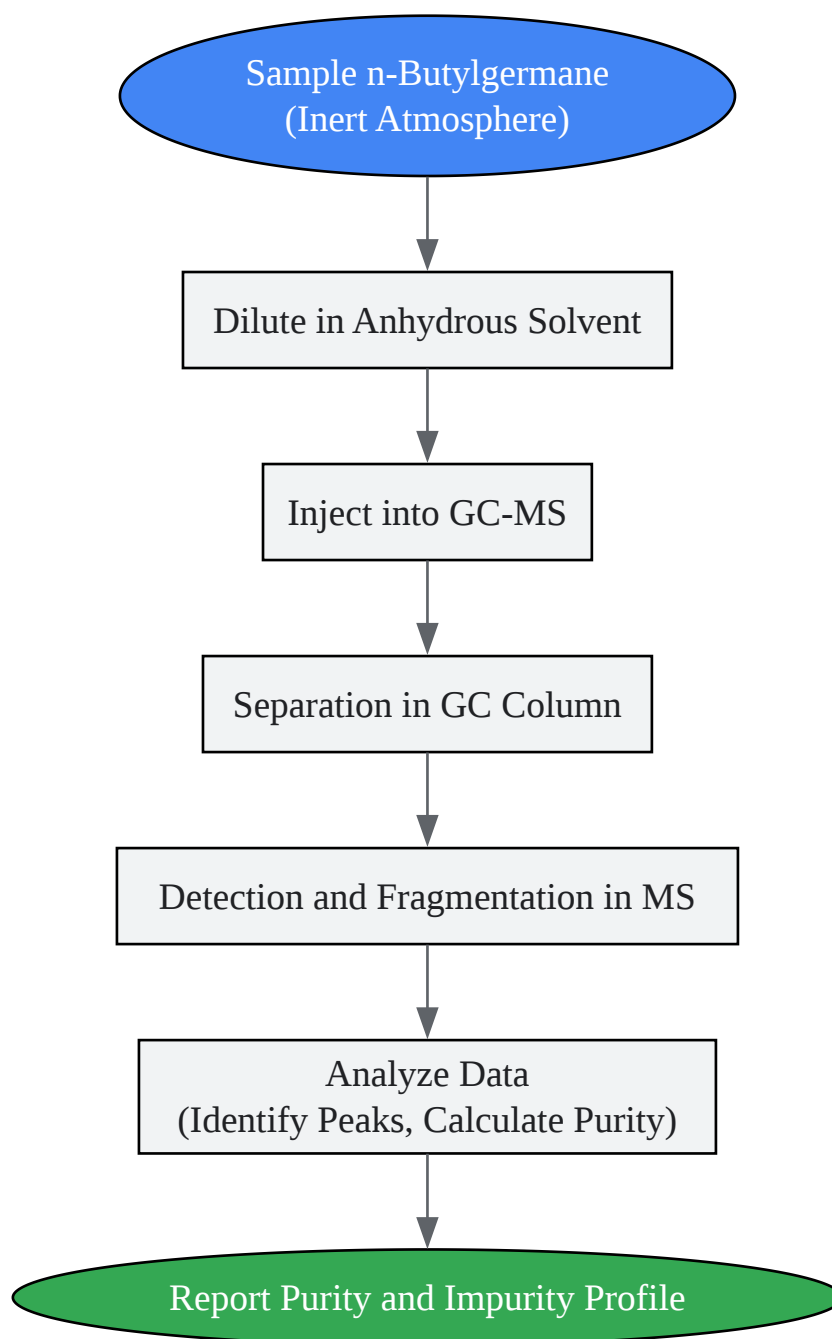 Sample n-Butylgermane
(Inert Atmosphere)
Dilute in Anhydrous Solvent
Inject into GC-MS
Separation in GC Column
Detection and Fragmentation in MS
Analyze Data
(Identify Peaks, Calculate Purity)
Report Purity and Impurity Profile